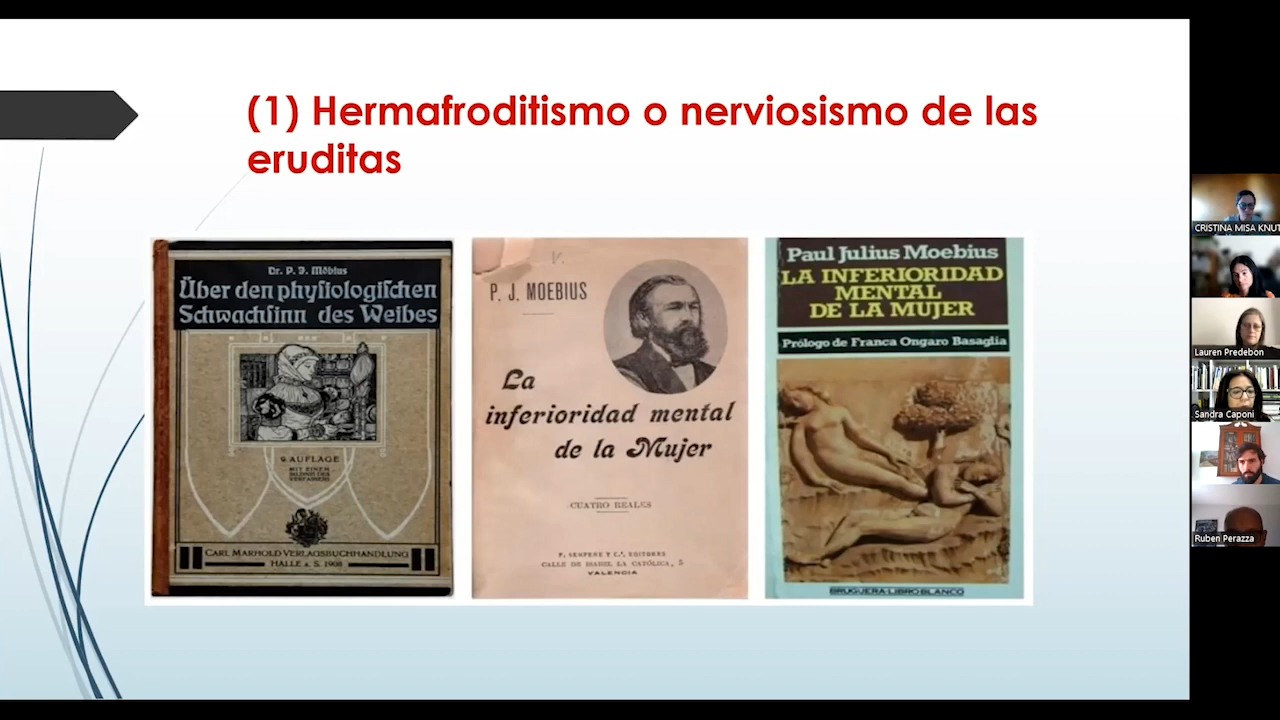 (1) Hermafroditismo o nerviosismo de las
eruditas
Dr. P. J. Möbius
Über den phyſiologiſchen
Schwachſinn des Weibes
9. AUFLAGE
MIT EINEM
BILDNIS DES
VERFASSERS
CARL MARHOLD VERLAGSBUCHHANDLUNG
HALLE a. S. 1908
P. J. MOEBIUS
La
inferioridad mental
de la Mujer
CUATRO REALES
F. SEMPERE Y C.ª, EDITORES
CALLE DE ISABEL LA CATÓLICA, 5
VALENCIA
Paul Julius Moebius
LA INFERIORIDAD
MENTAL
DE LA MUJER
Prólogo de Franca Ongaro Basaglia
BRUGUERA-LIBRO BLANCO
CRISTINA MISA KNUT
Lauren Predebon
Sandra Caponi
Ruben Perazza